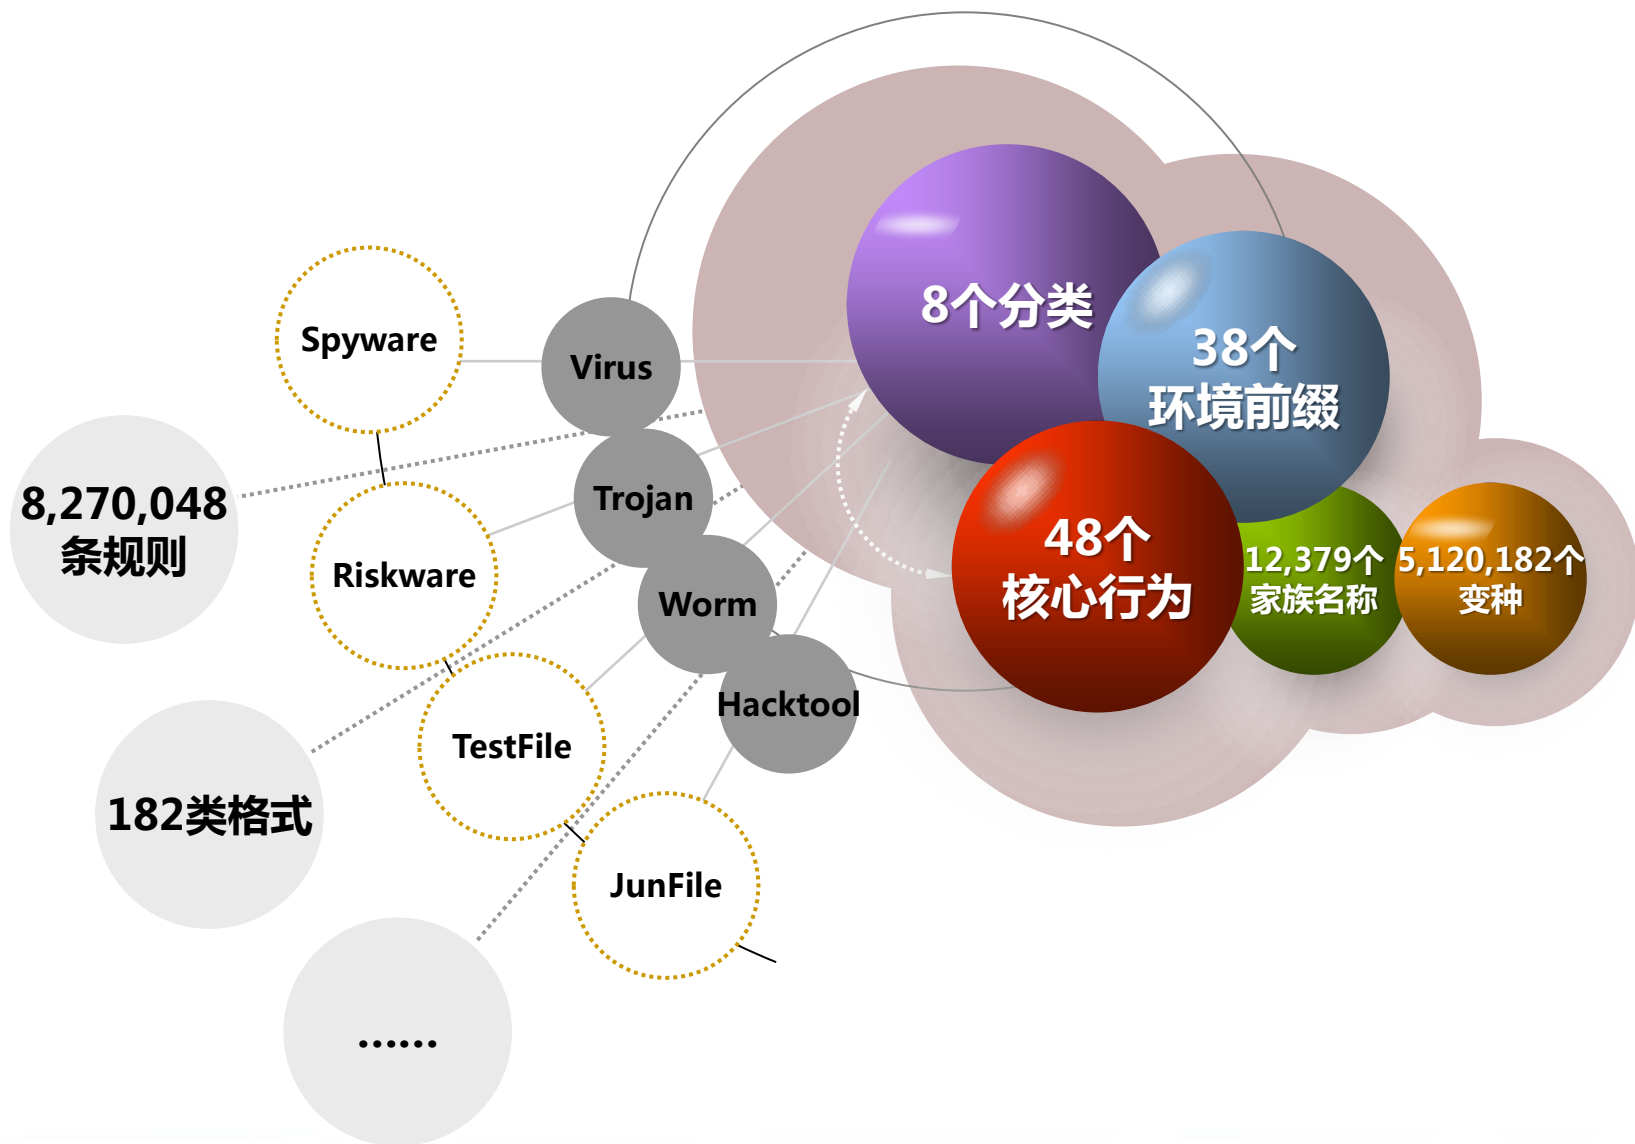 8个分类
38个
环境前缀
48个
核心行为
12,379个
家族名称
5,120,182个
变种
Virus
Trojan
Worm
Hacktool
Spyware
Riskware
TestFile
JunFile
8,270,048
条规则
182类格式
······